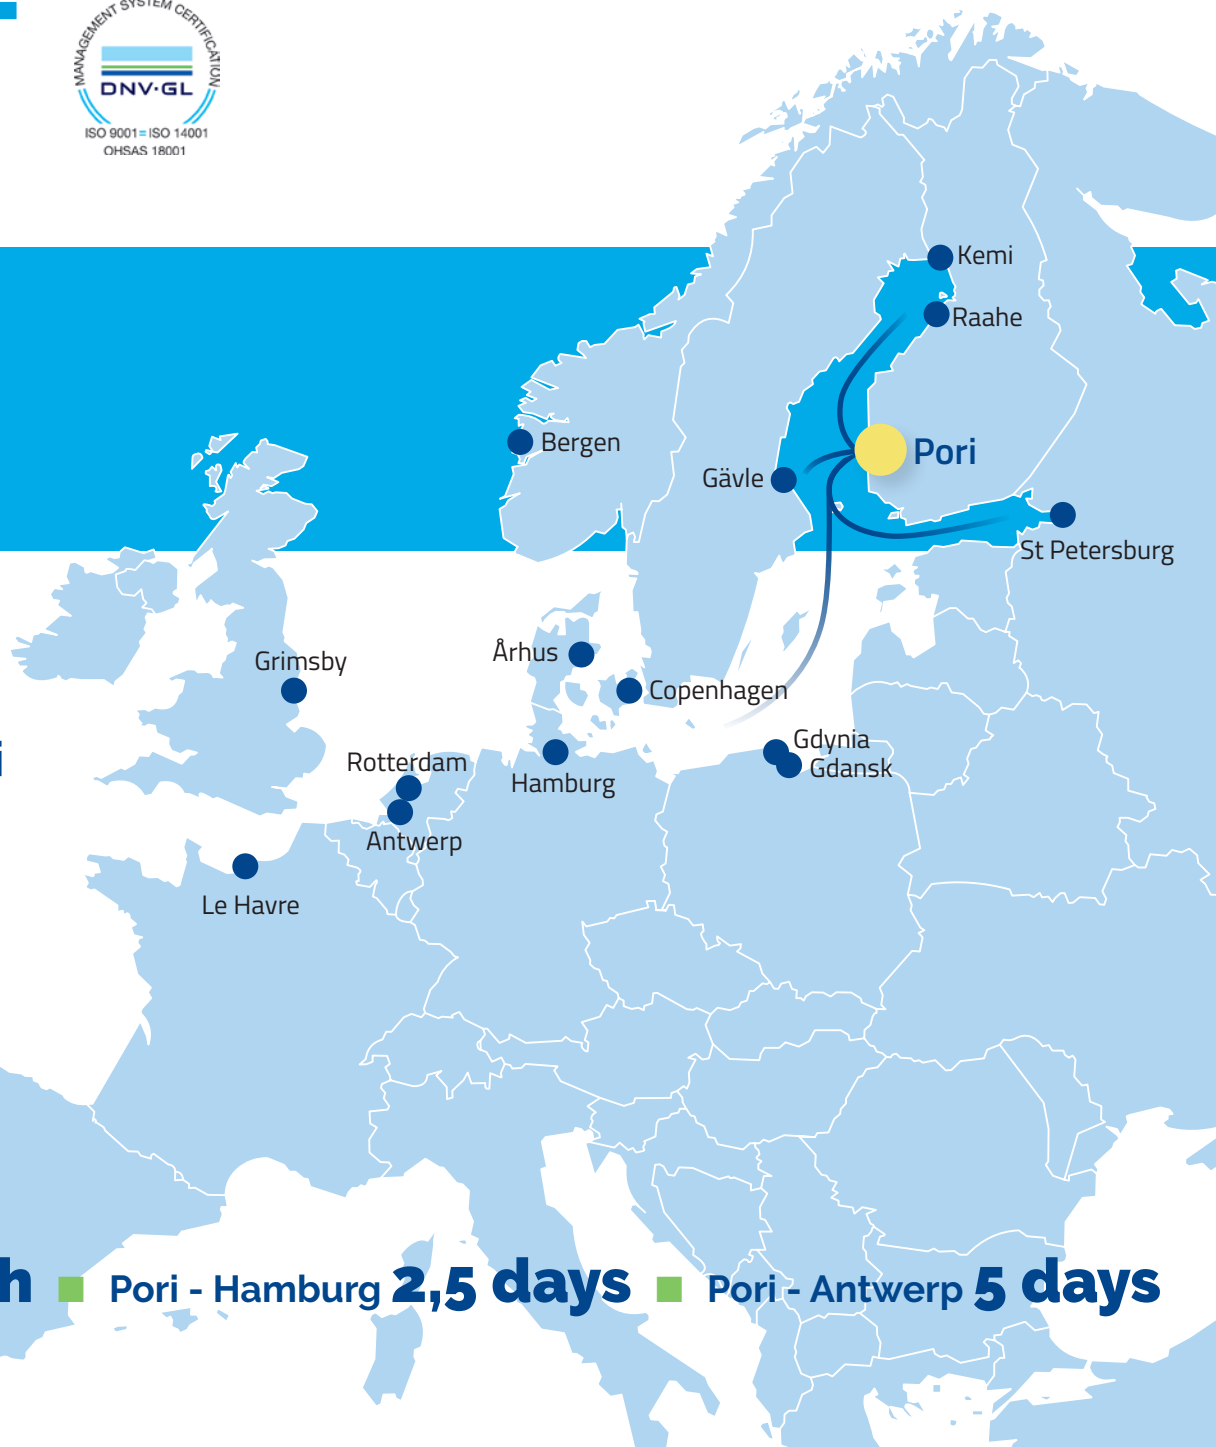 MANAGEMENT SYSTEM CERTIFICATION
DNV·GL
ISO 9001=ISO 14001
OHSAS 18001
Kemi
Raahe
Bergen
Pori
Gävle
St Petersburg
Århus
Grimsby
Copenhagen
Gdynia
Rotterdam
Gdansk
Hamburg
Antwerp
Le Havre
h ■ Pori - Hamburg 2,5 days ■ Pori - Antwerp 5 days